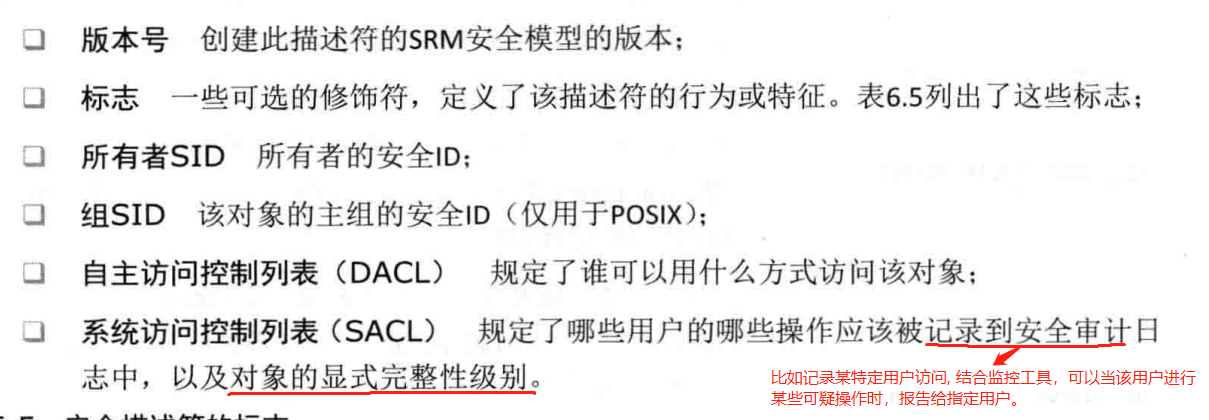 ❑ 版本号 创建此描述符的SRM安全模型的版本；
❑ 标志 一些可选的修饰符，定义了该描述符的行为或特征。表6.5列出了这些标志；
❑ 所有者SID 所有者的安全ID；
❑ 组SID 该对象的主组的安全ID（仅用于POSIX）；
❑ 自主访问控制列表（DACL） 规定了谁可以用什么方式访问该对象；
❑ 系统访问控制列表（SACL） 规定了哪些用户的哪些操作应该被记录到安全审计日
志中，以及对象的显式完整性级别。
比如记录某特定用户访问, 结合监控工具，可以当该用户进行
某些可疑操作时，报告给指定用户。